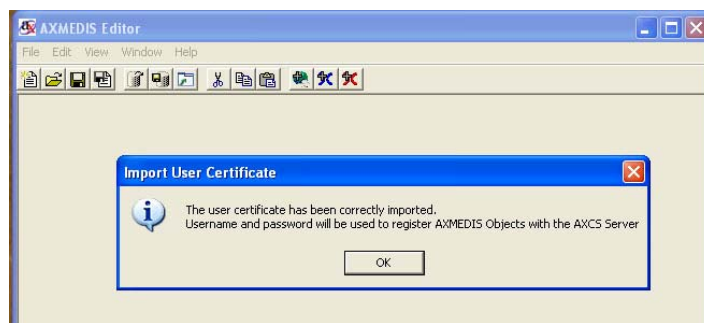 AXMEDIS Editor
File Edit View Window Help
Import User Certificate
The user certificate has been correctly imported.
Username and password will be used to register AXMEDIS Objects with the AXCS Server
OK